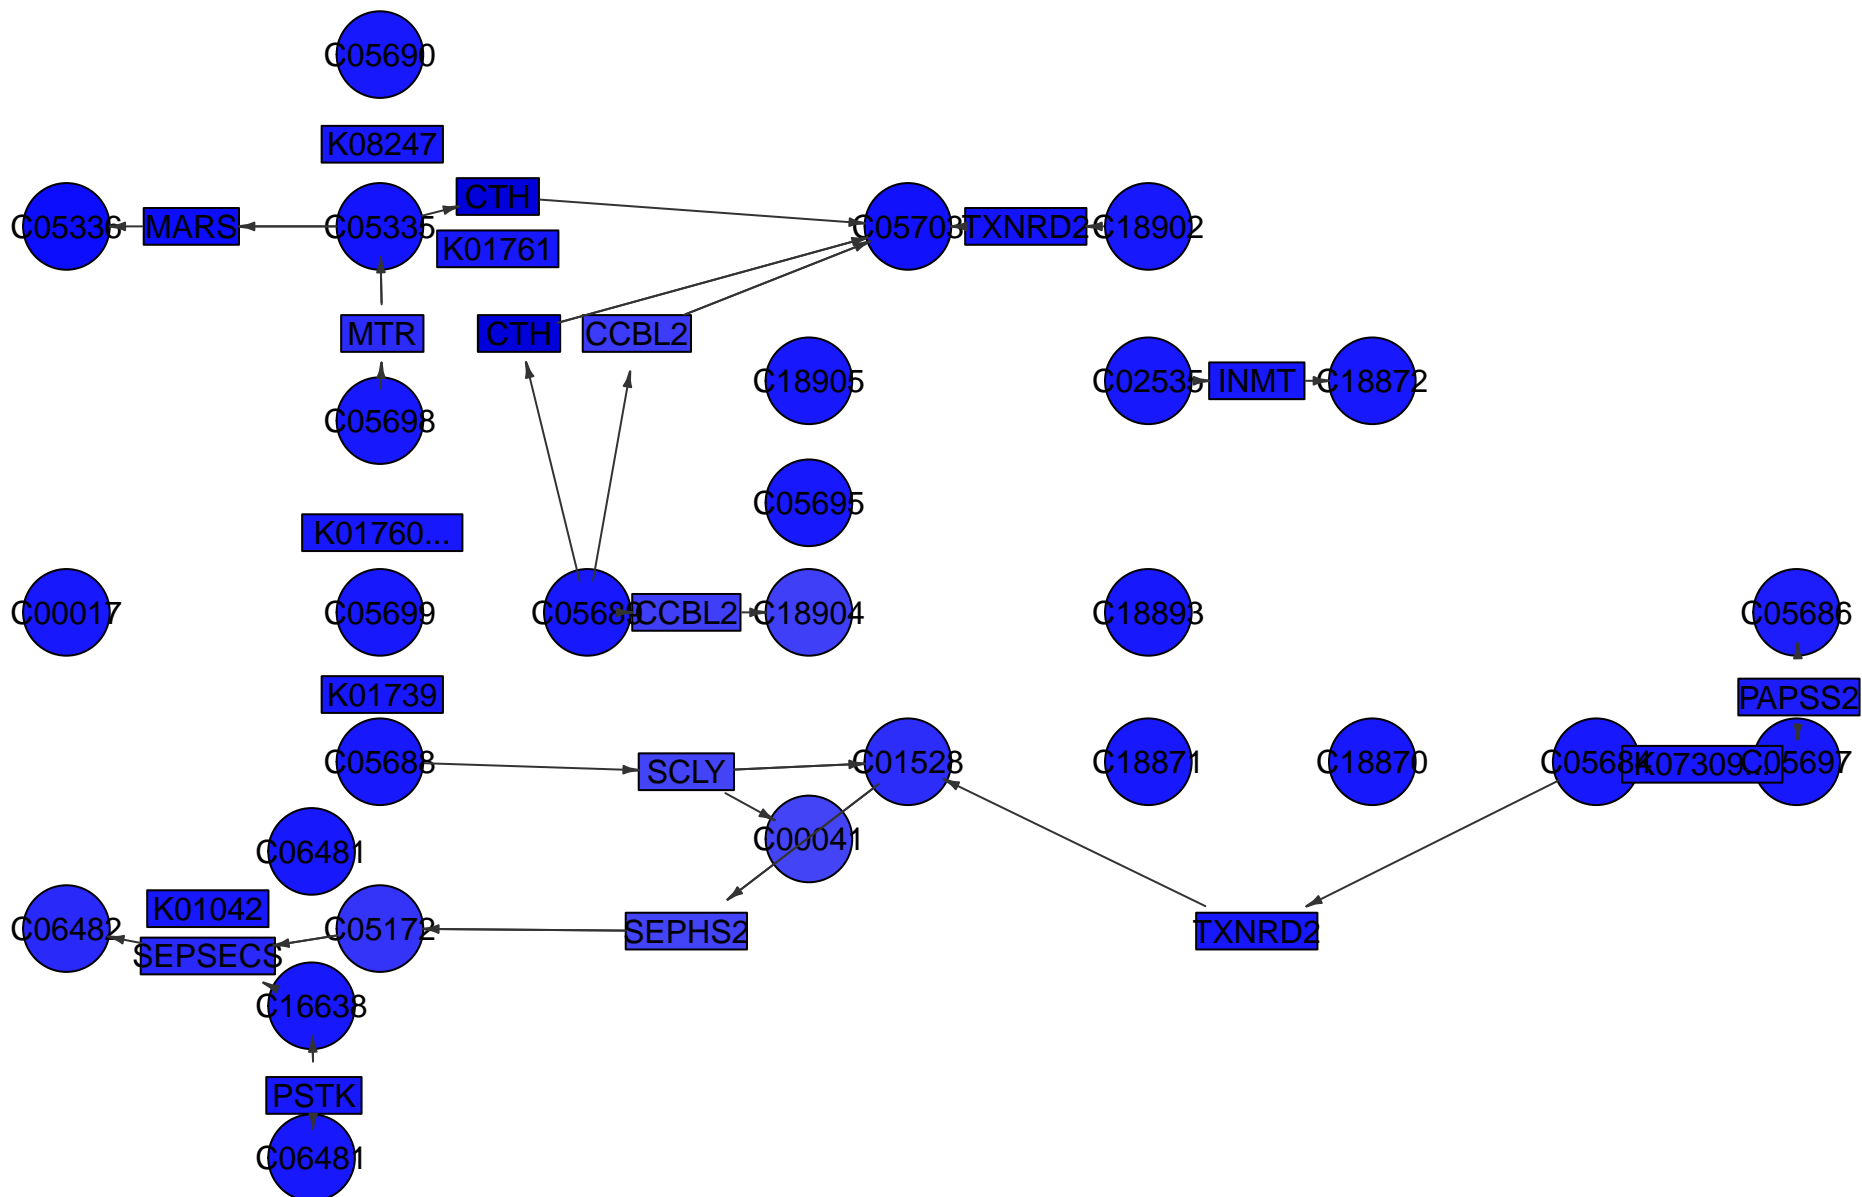 C05690
K08247
CTH
C05336
MARS
C05335
C05703
TXNRD2
C18902
K01761
MTR
CTH
CCBL2
C18905
C02535
INMT
C18872
C05698
C05695
K01760...
C00017
C05699
C05689
CCBL2
C18904
C18893
C05686
K01739
PAPSS2
C05688
SCLY
C01528
C18871
C18870
C05684
K07309...
C05697
C00041
C06481
K01042
C06482
C05172
SEPHS2
TXNRD2
SEPSECS
C16638
PSTK
C06481